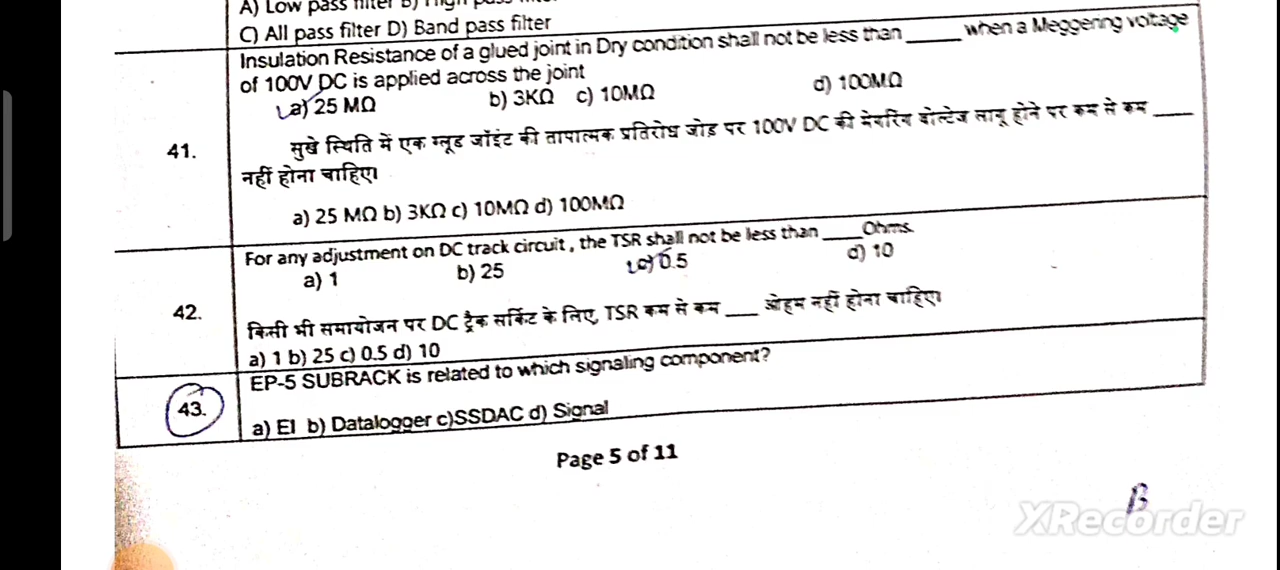 A) Low pass filter B) High pass
C) All pass filter D) Band pass filter
Insulation Resistance of a glued joint in Dry condition shall not be less than _____ when a Meggering voltage
of 100V DC is applied across the joint
a) 25 MΩ b) 3KΩ c) 10MΩ d) 100MΩ
41.
सुखे स्थिति में एक ग्लूड जॉइंट की तापात्मक प्रतिरोध जोड़ पर 100V DC की मेगरिंग वोल्टेज लागू होने पर कम से कम ____
नहीं होना चाहिए।
a) 25 MΩ b) 3KΩ c) 10MΩ d) 100MΩ
For any adjustment on DC track circuit , the TSR shall not be less than ____Ohms.
a) 1 b) 25 c) 0.5 d) 10
42.
किसी भी समायोजन पर DC ट्रैक सर्किट के लिए, TSR कम से कम ____ ओहम नहीं होना चाहिए।
a) 1 b) 25 c) 0.5 d) 10
EP-5 SUBRACK is related to which signaling component?
43.
a) EI b) Datalogger c)SSDAC d) Signal
Page 5 of 11
B
XRecorder